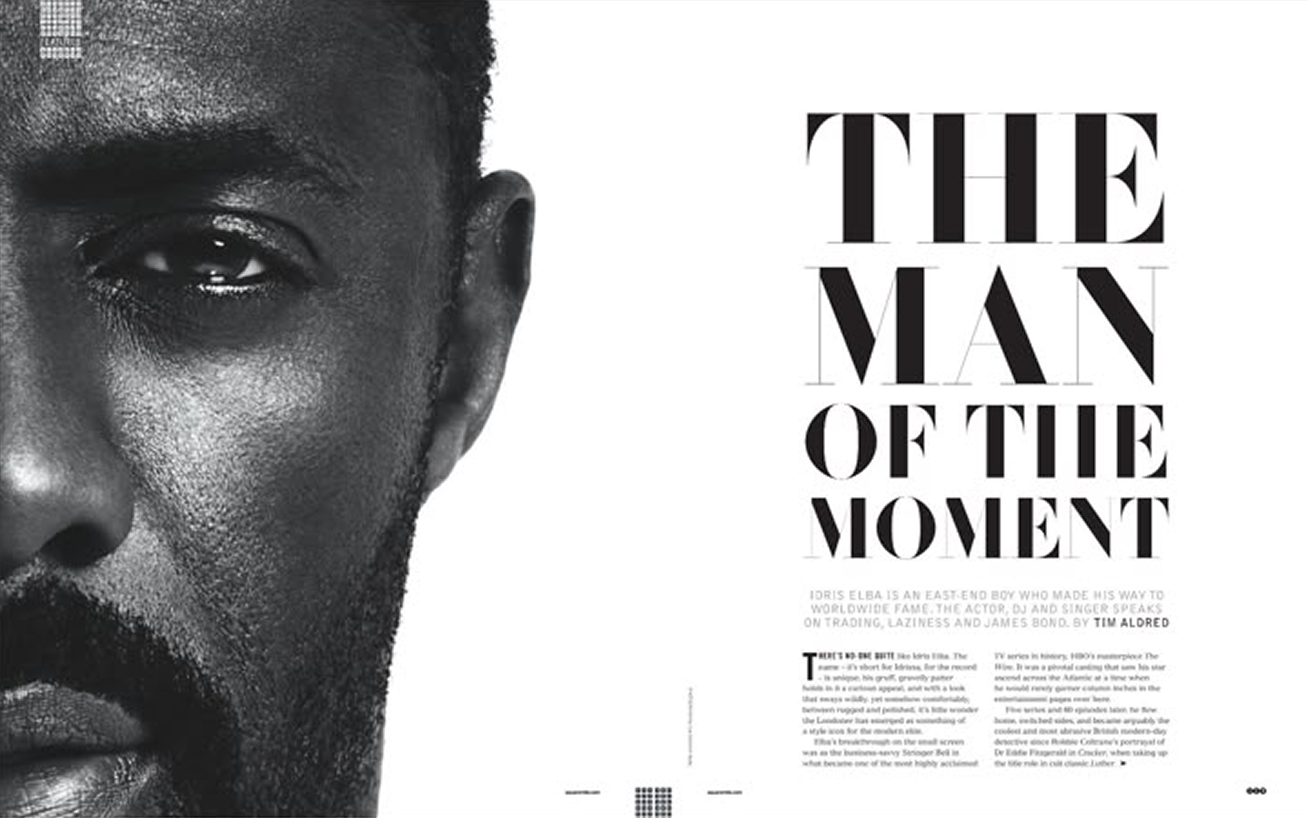 FEATURES
THE
MAN
OF THE
MOMENT
IDRIS ELBA IS AN EAST-END BOY WHO MADE HIS WAY TO
WORLDWIDE FAME. THE ACTOR, DJ AND SINGER SPEAKS
ON TRADING, LAZINESS AND JAMES BOND. BY TIM ALDRED
THERE'S NO-ONE QUITE like Idris Elba. The
name – it's short for Idrissa, for the record
– is unique; his gruff, gravelly patter
holds in it a curious appeal, and with a look
that sways wildly, yet somehow comfortably,
between rugged and polished, it's little wonder
the Londoner has emerged as something of
a style icon for the modern elite.
Elba's breakthrough on the small screen
was as the business-savvy Stringer Bell in
what became one of the most highly acclaimed
TV series in history, HBO's masterpiece The
Wire. It was a pivotal casting that saw his star
ascend across the Atlantic at a time when
he would rarely garner column inches in the
entertainment pages over here.
Five series and 60 episodes later, he flew
home, switched sides, and became arguably the
coolest and most abrasive British modern-day
detective since Robbie Coltrane's portrayal of
Dr Eddie Fitzgerald in Cracker, when taking up
the title role in cult classic Luther.
squaremile.com
squaremile.com